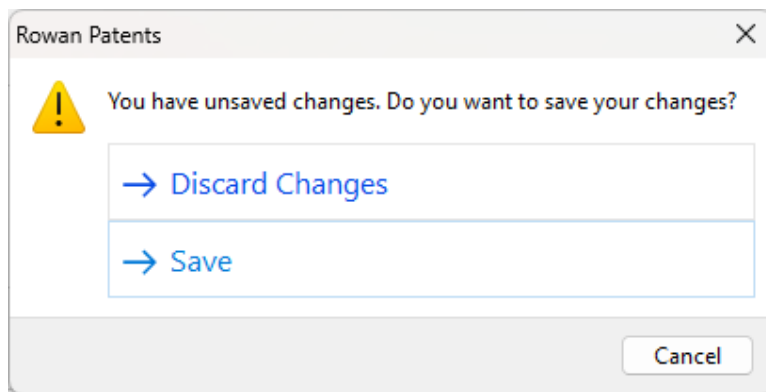 Rowan Patents
You have unsaved changes. Do you want to save your changes?
Discard Changes
Save
Cancel